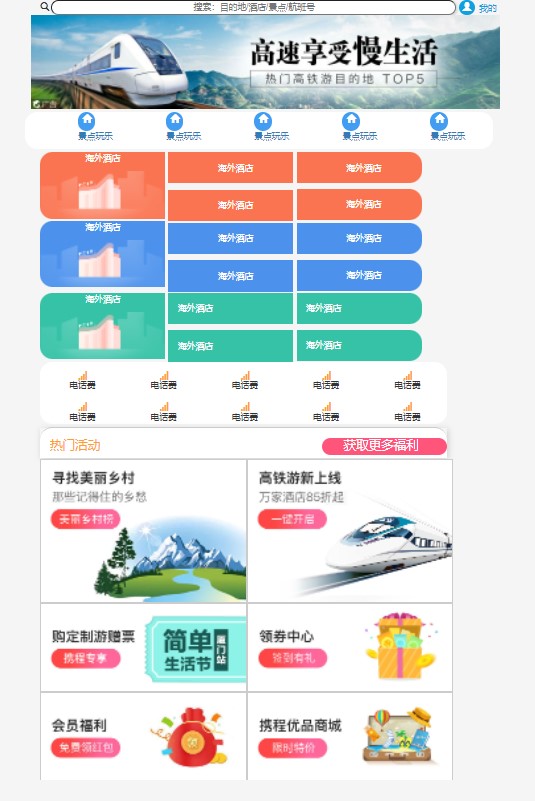 搜索：目的地/酒店/景点/航班号
我的
高速享受慢生活
热门高铁游目的地 TOP5
广告
景点玩乐 景点玩乐 景点玩乐 景点玩乐 景点玩乐
海外酒店 海外酒店 海外酒店
海外酒店 海外酒店
海外酒店 海外酒店 海外酒店
海外酒店 海外酒店
海外酒店 海外酒店 海外酒店
海外酒店 海外酒店
电话费 电话费 电话费 电话费 电话费
电话费 电话费 电话费 电话费 电话费
热门活动 获取更多福利
寻找美丽乡村
那些记得住的乡愁
美丽乡村榜
高铁游新上线
万家酒店85折起
一键开启
购定制游赠票
携程专享
简单
生活节
厦门站
领券中心
签到有礼
会员福利
免费领红包
携程优品商城
限时特价